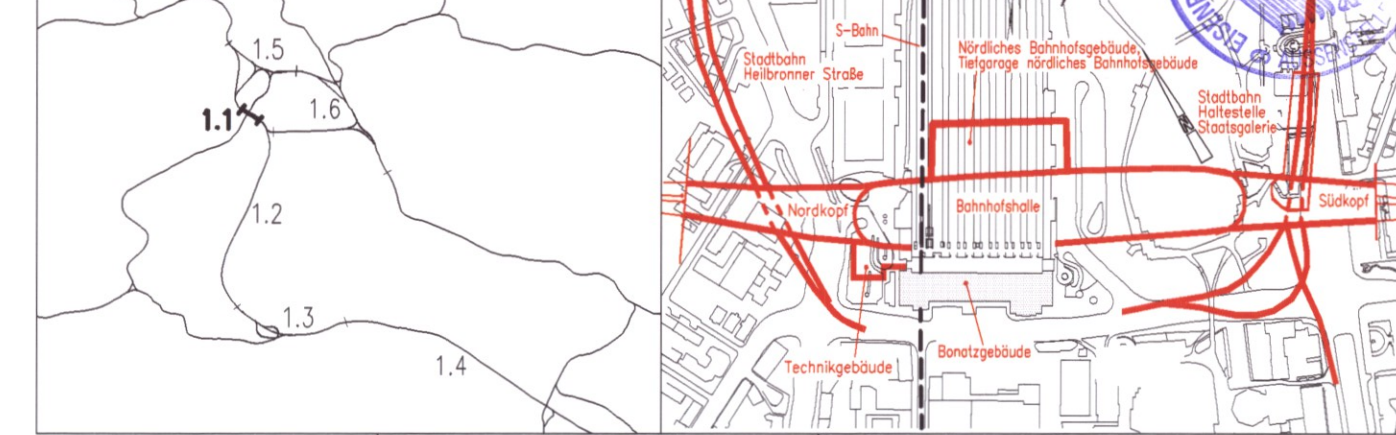 1.5
1.6
1.1
1.2
1.3
1.4
S-Bahn
Stadtbahn
Heilbronner Straße
Nördliches Bahnhofsgebäude,
Tiefgarage nördliches Bahnhofsgebäude
Stadtbahn
Haltestelle
Staatsgalerie
Nordkopf
Bahnhofshalle
Südkopf
Technikgebäude
Bonatzgebäude